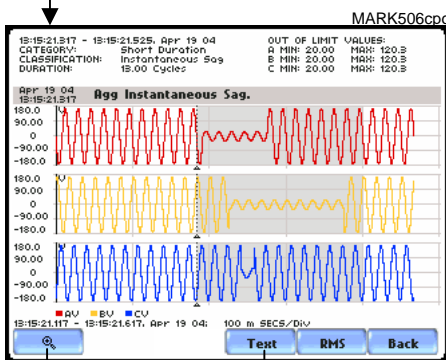 MARK506cpc
13:15:21.317 - 13:15:21.525, Apr 19 04
OUT OF LIMIT VALUES:
CATEGORY: Short Duration
A MIN: 20.00 MAX: 120.3
CLASSIFICATION: Instantaneous Sag
B MIN: 20.00 MAX: 120.3
DURATION: 13.00 Cycles
C MIN: 20.00 MAX: 120.3
Apr 19 04
13:15:21.317
Agg Instantaneous Sag.
180.0
V
90.00
0
-90.00
-180.0
180.0
V
90.00
0
-90.00
-180.0
180.0
V
90.00
0
-90.00
-180.0
AV BV CV
13:15:21.117 - 13:15:21.617, Apr 19 04; 100 m SECS/Div
Text RMS Back